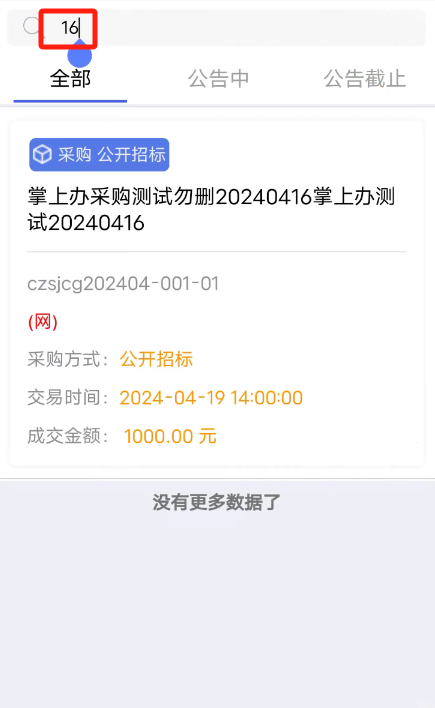 16
全部 公告中 公告截止
采购 公开招标
掌上办采购测试勿删20240416掌上办测
试20240416
czsjcg202404-001-01
(网)
采购方式：公开招标
交易时间：2024-04-19 14:00:00
成交金额： 1000.00 元
没有更多数据了